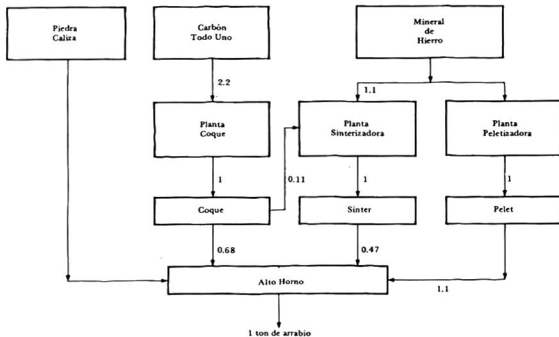 Piedra
Caliza
Carbón
Todo Uno
Mineral
de
Hierro
2.2
1.1
Planta
Coque
Planta
Sinterizadora
Planta
Peletizadora
1
0.11
1
1
Coque
Sinter
Pelet
0.68
0.47
Alto Horno
1.1
1 ton de arrabio